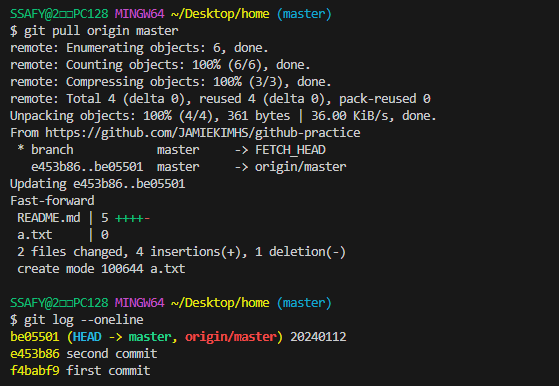 SSAFY@2□□PC128 MINGW64 ~/Desktop/home (master)
$ git pull origin master
remote: Enumerating objects: 6, done.
remote: Counting objects: 100% (6/6), done.
remote: Compressing objects: 100% (3/3), done.
remote: Total 4 (delta 0), reused 4 (delta 0), pack-reused 0
Unpacking objects: 100% (4/4), 361 bytes | 36.00 KiB/s, done.
From https://github.com/JAMIEKIMHS/github-practice
 * branch            master     -> FETCH_HEAD
   e453b86..be05501  master     -> origin/master
Updating e453b86..be05501
Fast-forward
 README.md | 5 ++++-
 a.txt     | 0
 2 files changed, 4 insertions(+), 1 deletion(-)
 create mode 100644 a.txt
SSAFY@2□□PC128 MINGW64 ~/Desktop/home (master)
$ git log --oneline
be05501 (HEAD -> master, origin/master) 20240112
e453b86 second commit
f4babf9 first commit